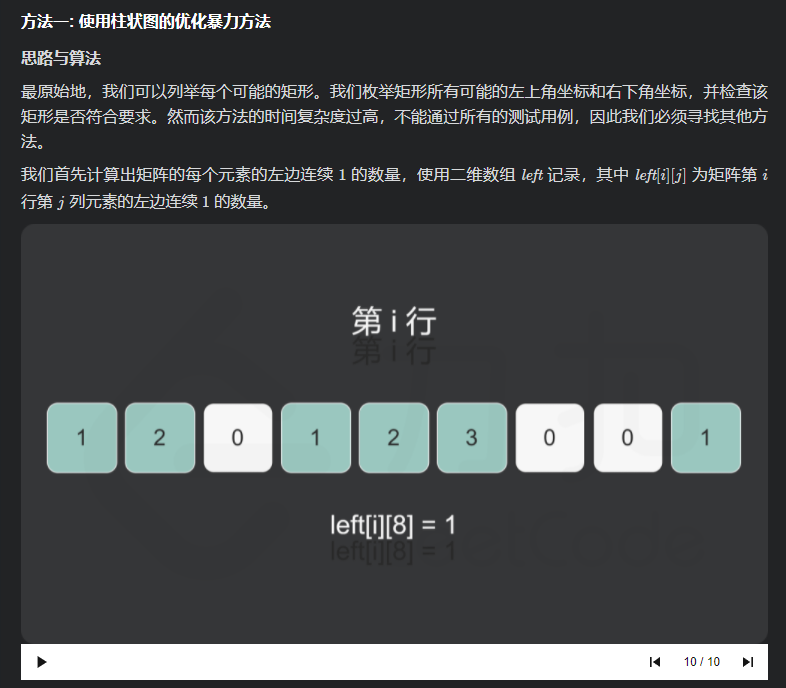 方法一: 使用柱状图的优化暴力方法
思路与算法
最原始地，我们可以列举每个可能的矩形。我们枚举矩形所有可能的左上角坐标和右下角坐标，并检查该
矩形是否符合要求。然而该方法的时间复杂度过高，不能通过所有的测试用例，因此我们必须寻找其他方
法。
我们首先计算出矩阵的每个元素的左边连续 1 的数量，使用二维数组 left 记录，其中 left[i][j] 为矩阵第 i
行第 j 列元素的左边连续 1 的数量。
第 i 行
1 2 0 1 2 3 0 0 1
left[i][8] = 1
10 / 10